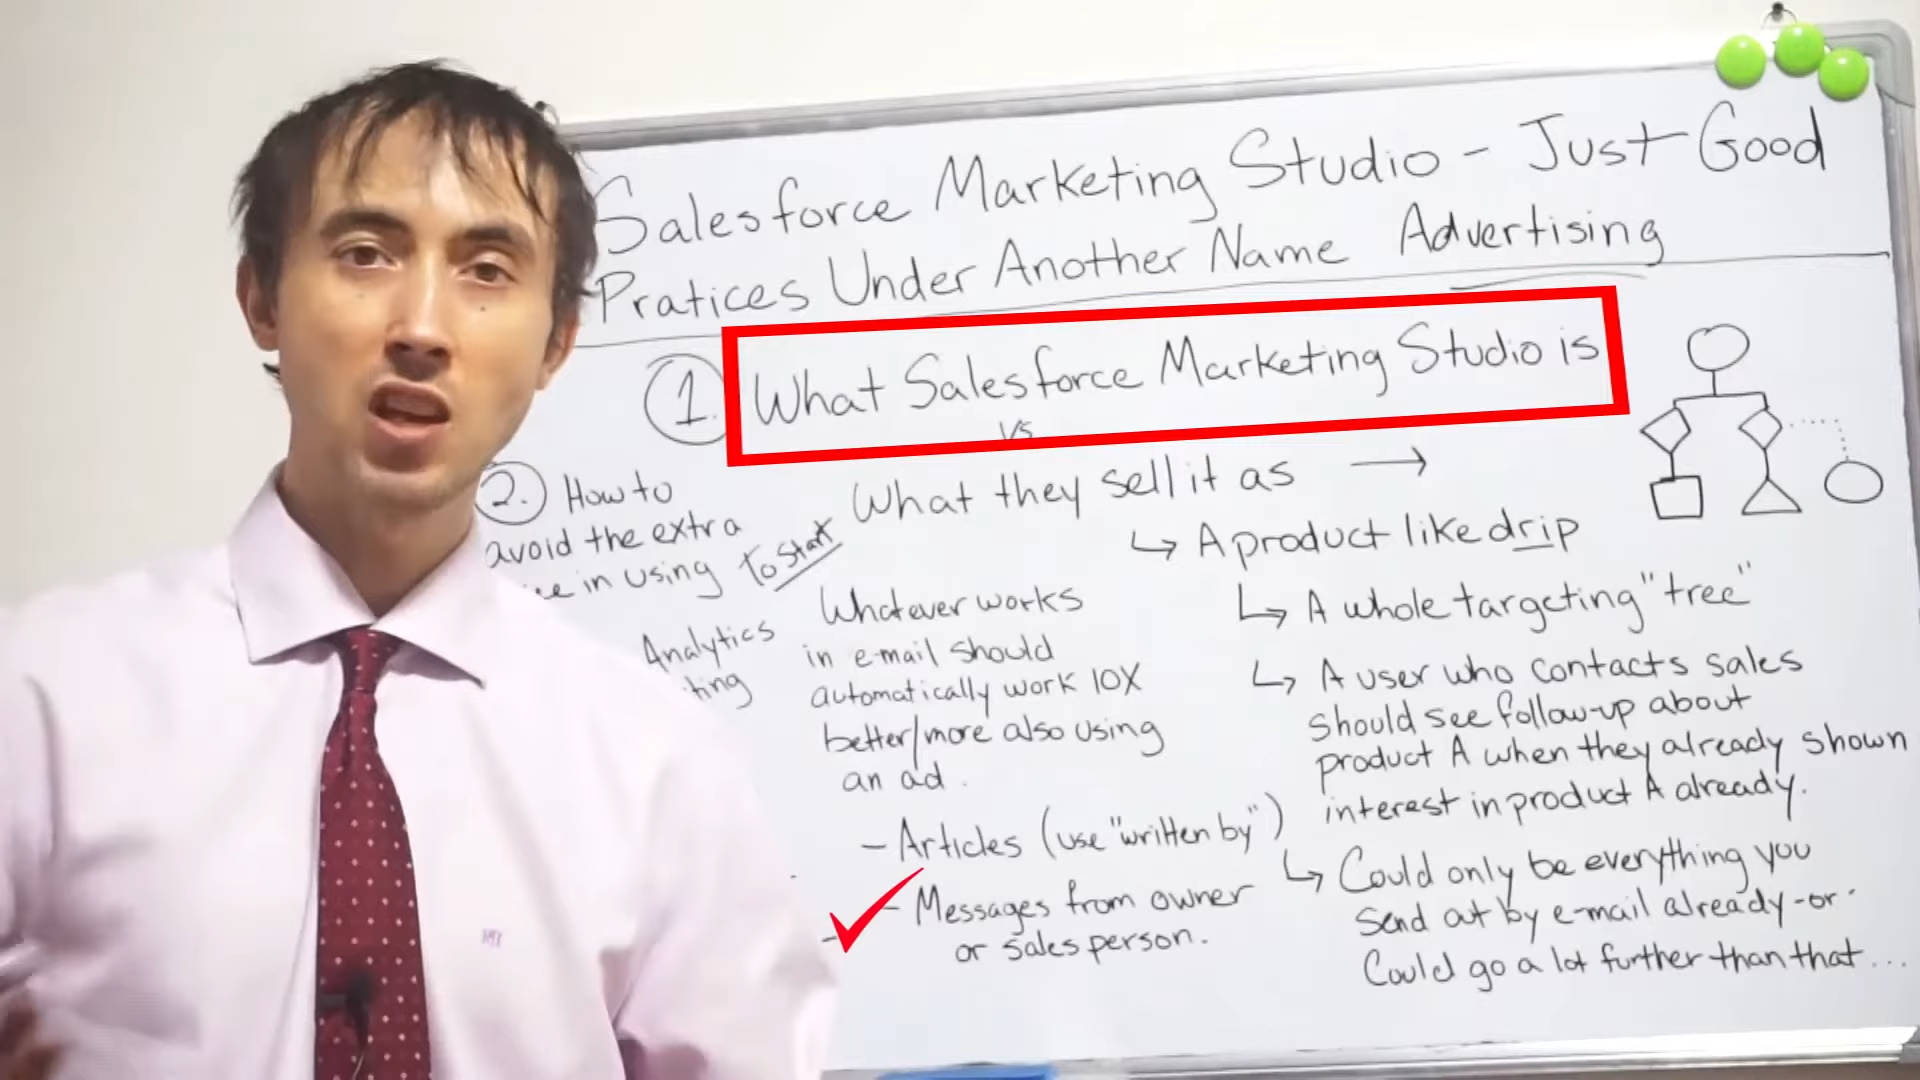 Salesforce Marketing Studio - Just Good
Pratices Under Another Name Advertising
1. What Salesforce Marketing Studio is
vs
What they sell it as →
2. How to
avoid the extra
in using
To start
Analytics
Whatever works
in e-mail should
automatically work 10X
better/more also using
an ad.
- Articles (use "written by")
- Messages from owner
or sales person.
↳ A product like drip
↳ A whole targeting "tree"
↳ A user who contacts sales
should see follow-up about
product A when they already shown
interest in product A already.
↳ Could only be everything you
send out by e-mail already -or-
Could go a lot further than that...